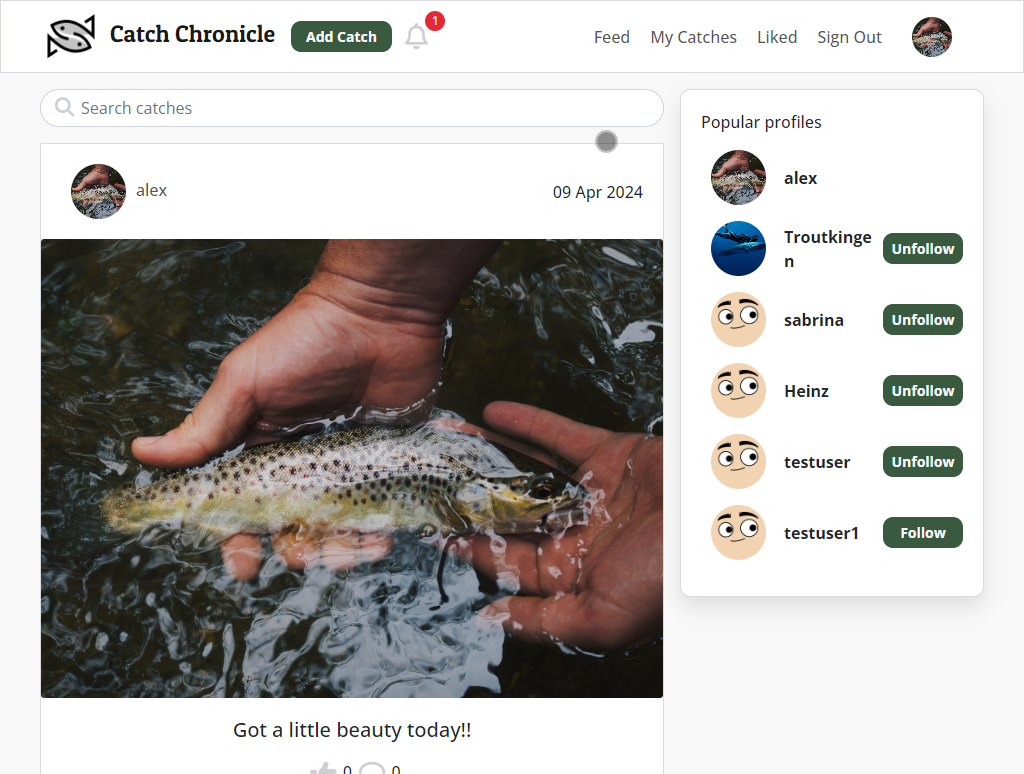 Catch Chronicle
Add Catch
1
Feed
My Catches
Liked
Sign Out
Search catches
alex
09 Apr 2024
Got a little beauty today!!
0
0
Popular profiles
alex
Troutkinge
n
Unfollow
sabrina
Unfollow
Heinz
Unfollow
testuser
Unfollow
testuser1
Follow